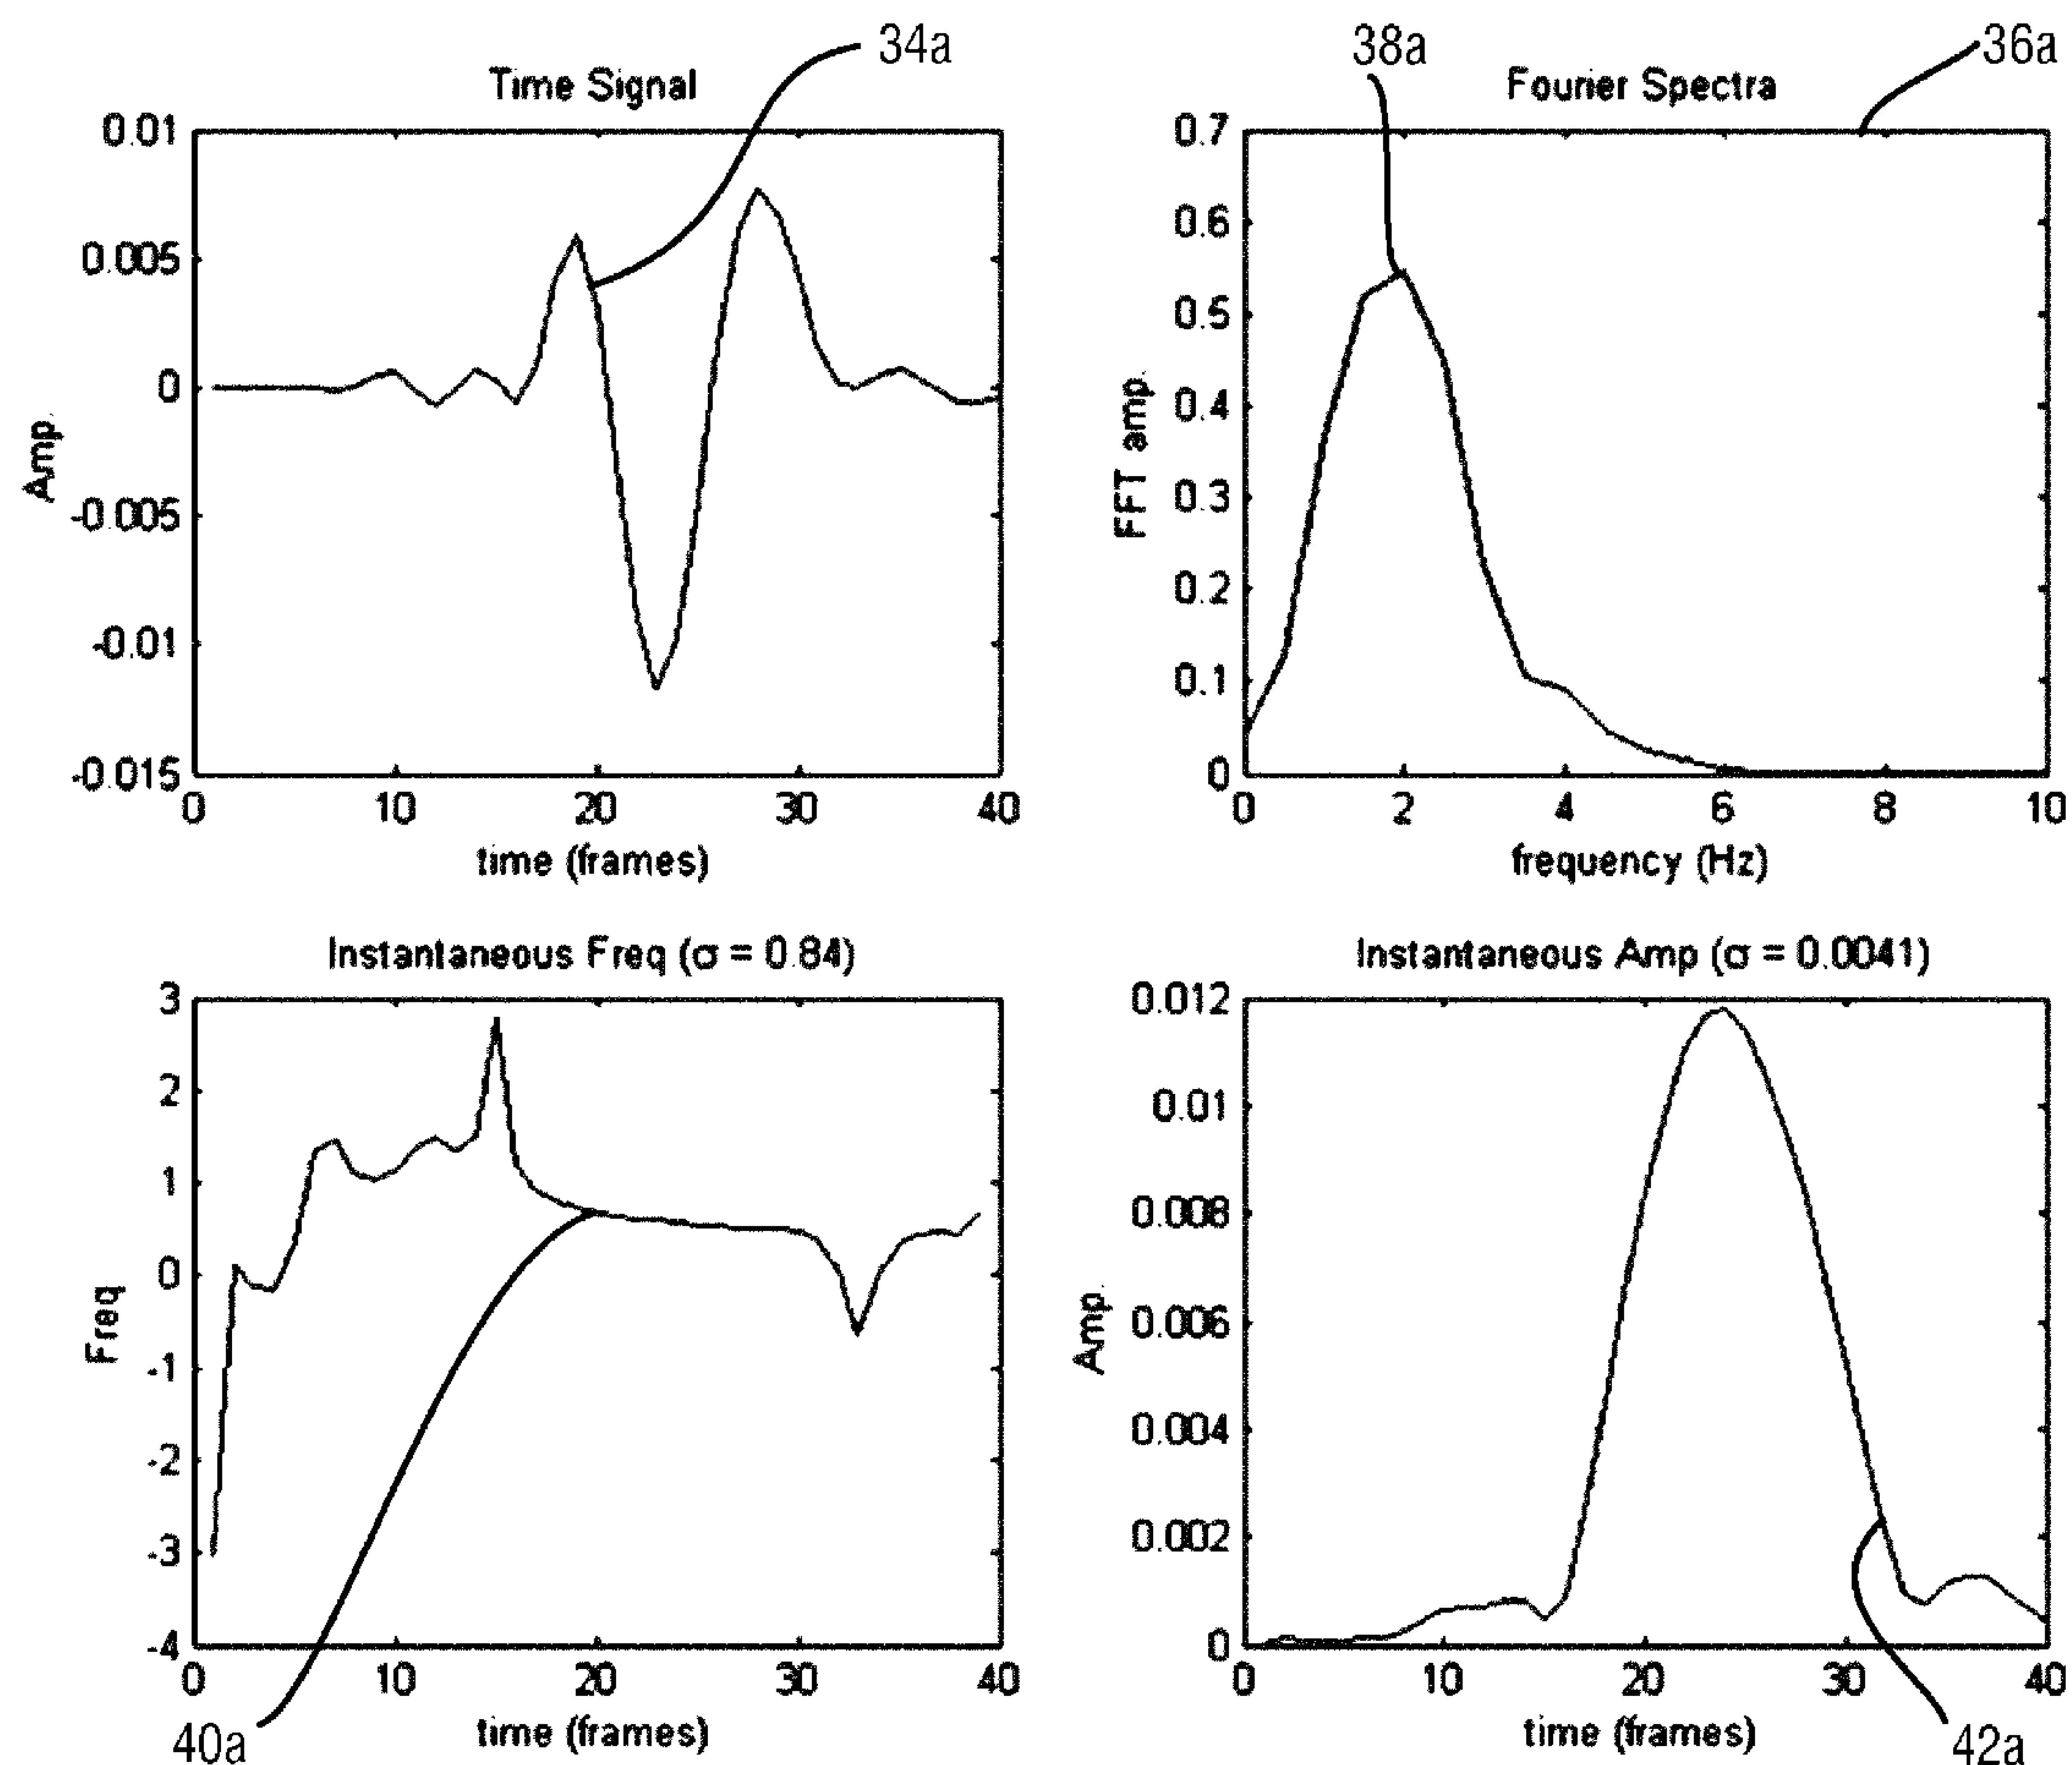 34a
Time Signal
0.01
0.005
0
-0.005
-0.01
-0.015
Amp.
0 10 20 30 40
time (frames)
38a
36a
Fourier Spectra
0.7
0.6
0.5
0.4
0.3
0.2
0.1
0
FFT amp.
0 2 4 6 8 10
frequency (Hz)
Instantaneous Freq (σ = 0.84)
3
2
1
0
-1
-2
-3
-4
Freq
0 10 20 30 40
time (frames)
40a
Instantaneous Amp (σ = 0.0041)
0.012
0.01
0.008
0.006
0.004
0.002
0
Amp.
0 10 20 30 40
time (frames)
42a